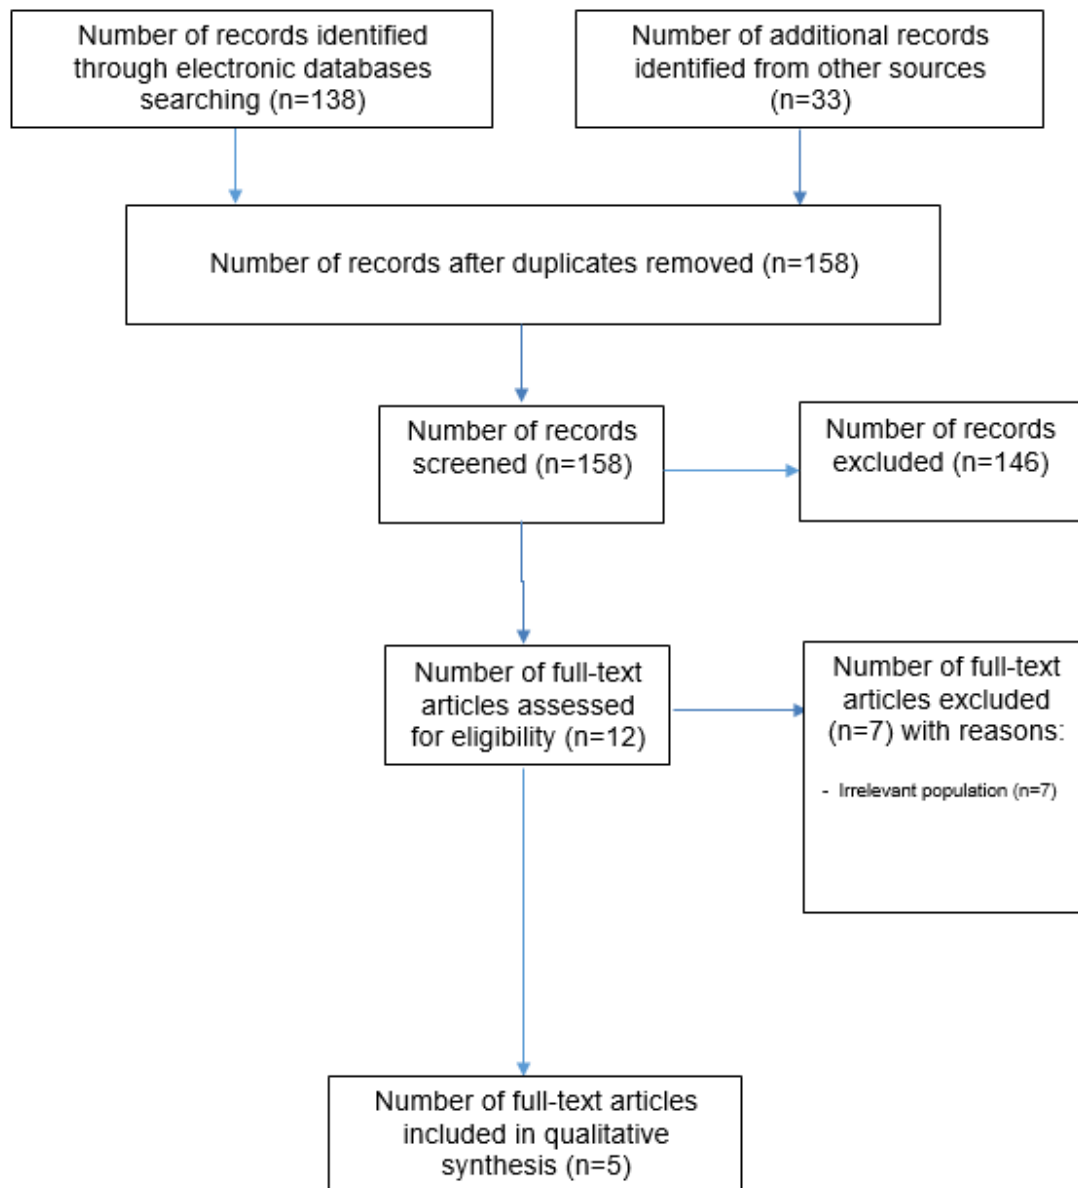 Number of records identified
through electronic databases
searching (n=138)
Number of additional records
identified from other sources
(n=33)
Number of records after duplicates removed (n=158)
Number of records
screened (n=158)
Number of records
excluded (n=146)
Number of full-text
articles assessed
for eligibility (n=12)
Number of full-text
articles excluded
(n=7) with reasons:
- Irrelevant population (n=7)
Number of full-text articles
included in qualitative
synthesis (n=5)